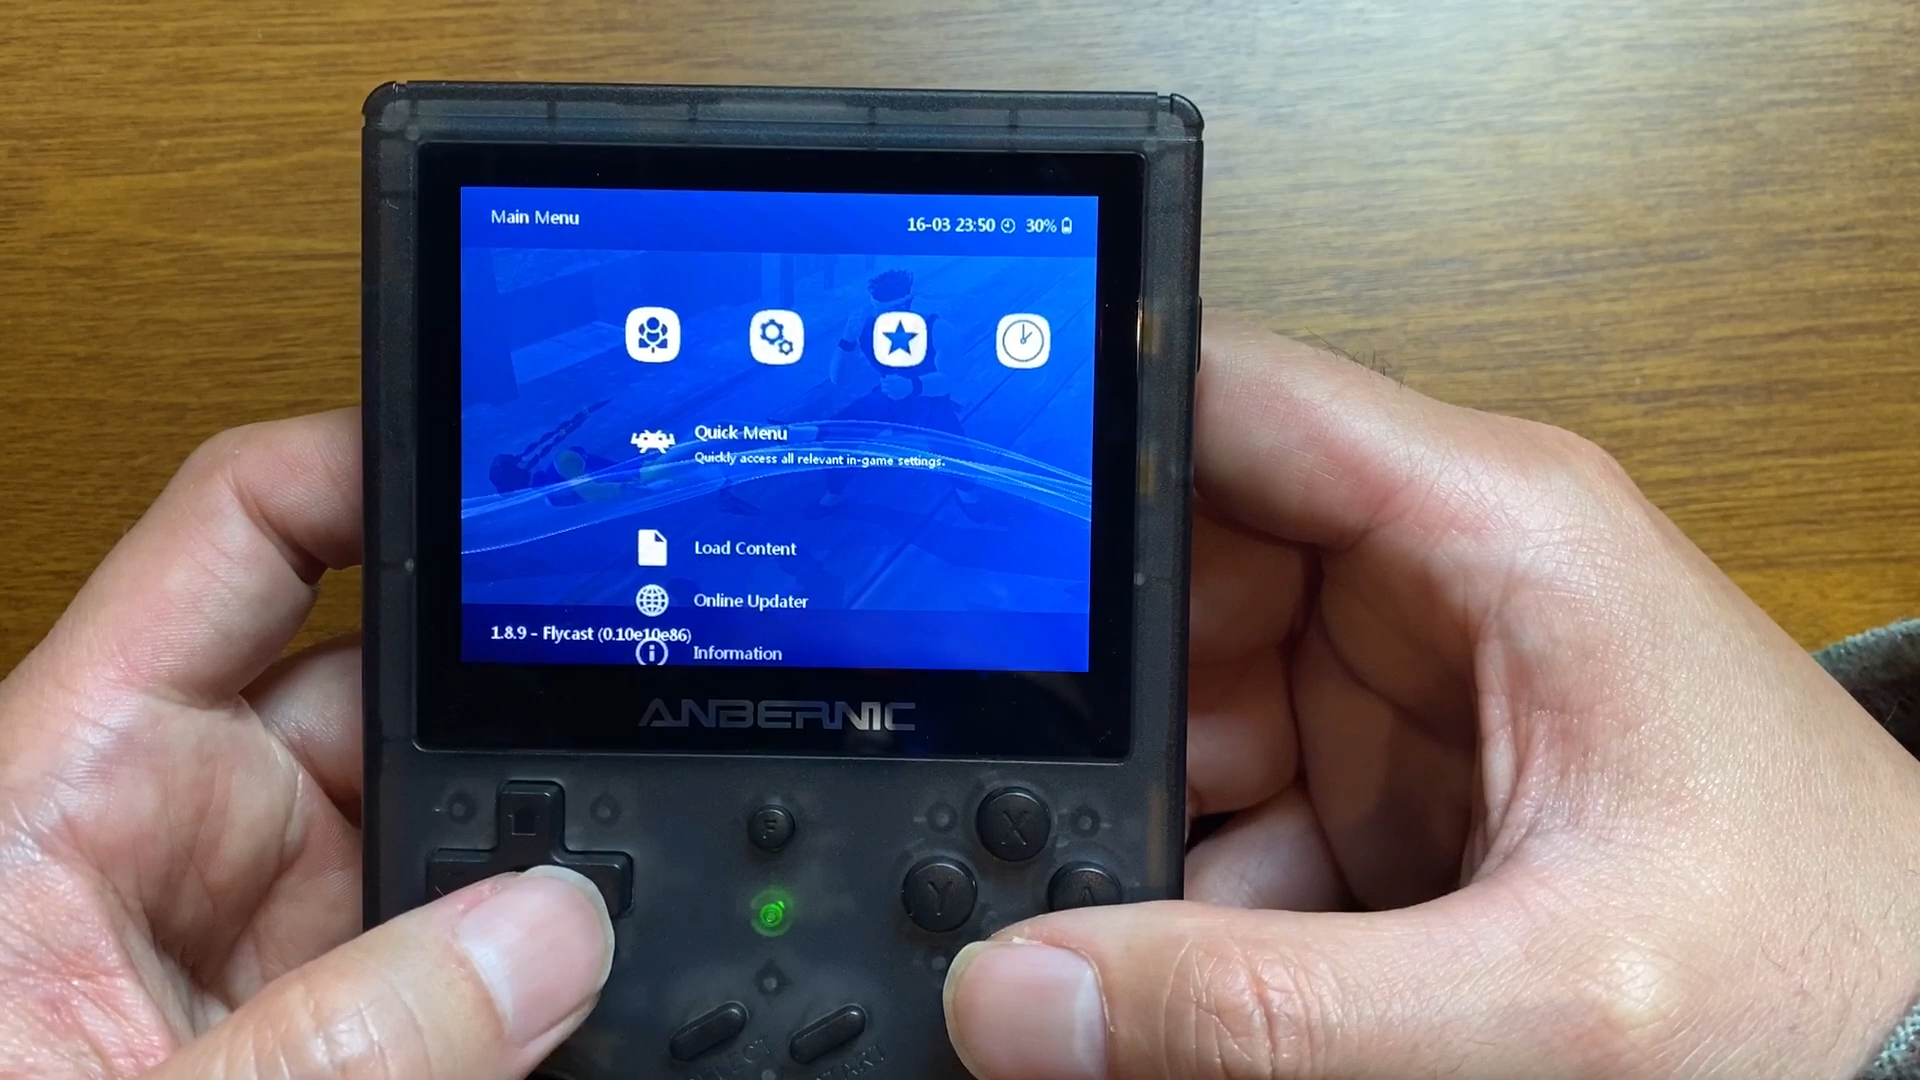 Main Menu
16-03 23:50 30%
Quick Menu
Quickly access all relevant in-game settings.
Load Content
Online Updater
1.8.9 - Flycast (0.10e10e86)
Information
ANBERNIC
F
X
Y
A
START